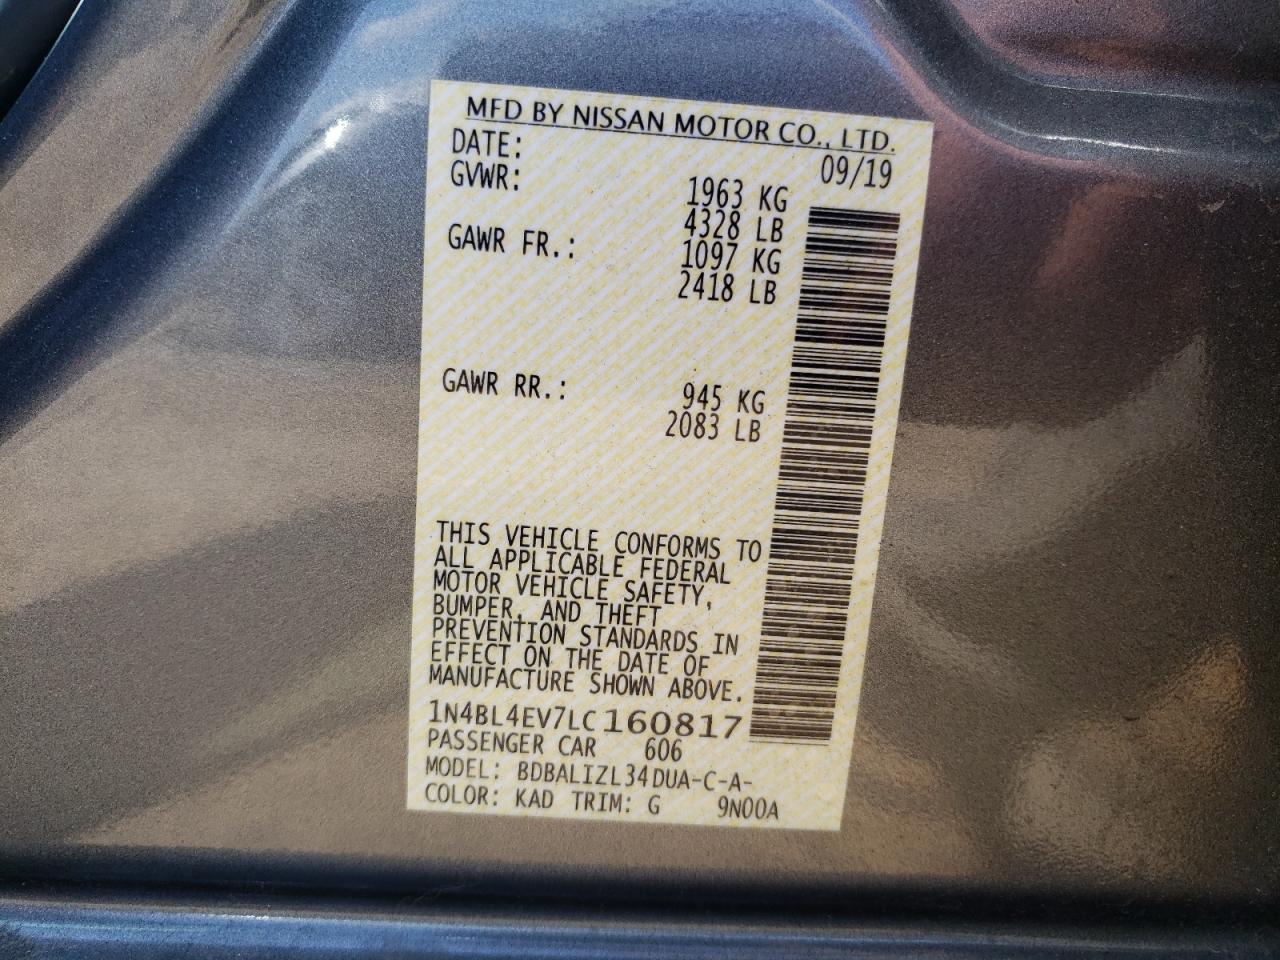 MFD BY NISSAN MOTOR CO., LTD.
DATE: 09/19
GVWR: 1963 KG
4328 LB
GAWR FR.: 1097 KG
2418 LB
GAWR RR.: 945 KG
2083 LB
THIS VEHICLE CONFORMS TO
ALL APPLICABLE FEDERAL
MOTOR VEHICLE SAFETY,
BUMPER, AND THEFT
PREVENTION STANDARDS IN
EFFECT ON THE DATE OF
MANUFACTURE SHOWN ABOVE.
1N4BL4EV7LC160817
PASSENGER CAR 606
MODEL: BDBALIZL34DUA-C-A-
COLOR: KAD TRIM: G 9N00A